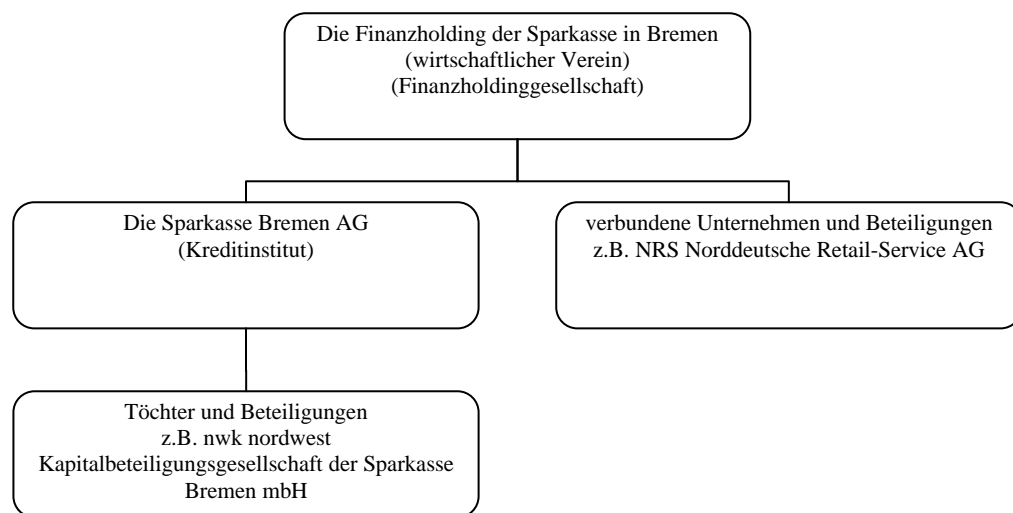 Die Finanzholding der Sparkasse in Bremen
(wirtschaftlicher Verein)
(Finanzholdinggesellschaft)
Die Sparkasse Bremen AG
(Kreditinstitut)
verbundene Unternehmen und Beteiligungen
z.B. NRS Norddeutsche Retail-Service AG
Töchter und Beteiligungen
z.B. nwk nordwest
Kapitalbeteiligungsgesellschaft der Sparkasse
Bremen mbH